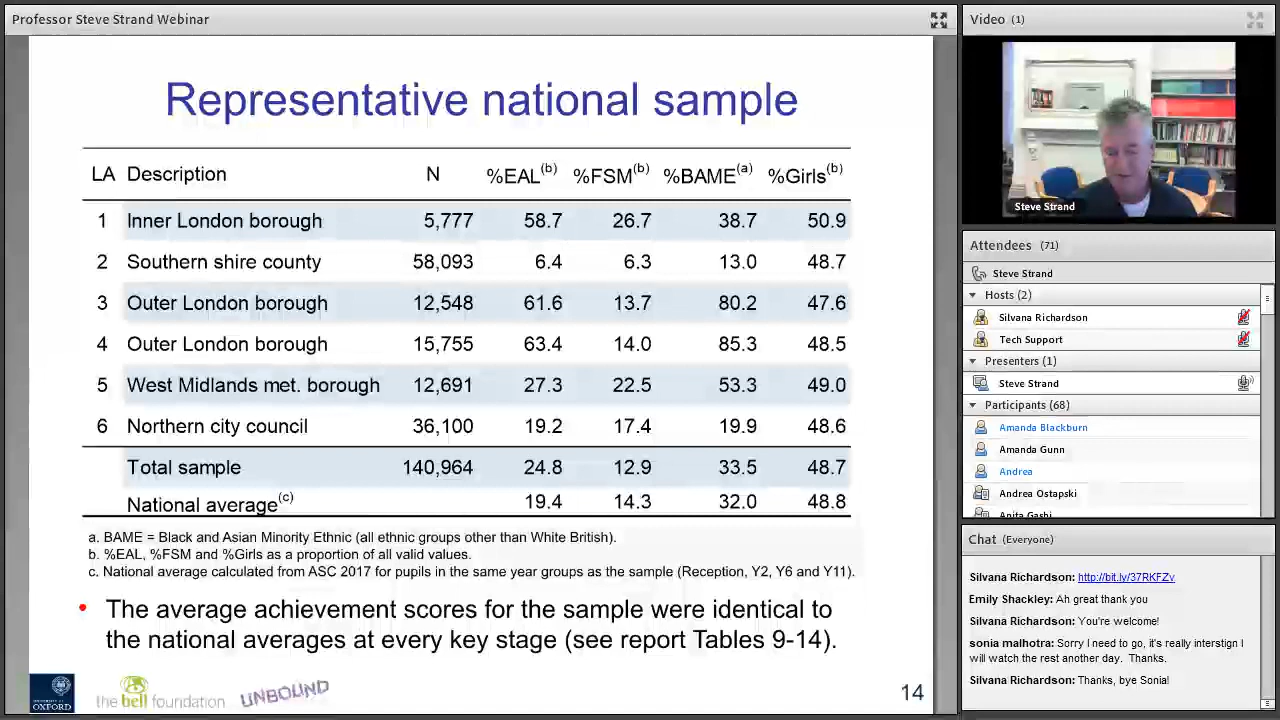 Professor Steve Strand Webinar
Representative national sample
LA Description N %EAL(b) %FSM(b) %BAME(a) %Girls(b)
1 Inner London borough 5,777 58.7 26.7 38.7 50.9
2 Southern shire county 58,093 6.4 6.3 13.0 48.7
3 Outer London borough 12,548 61.6 13.7 80.2 47.6
4 Outer London borough 15,755 63.4 14.0 85.3 48.5
5 West Midlands met. borough 12,691 27.3 22.5 53.3 49.0
6 Northern city council 36,100 19.2 17.4 19.9 48.6
Total sample 140,964 24.8 12.9 33.5 48.7
National average(c) 19.4 14.3 32.0 48.8
a. BAME = Black and Asian Minority Ethnic (all ethnic groups other than White British).
b. %EAL, %FSM and %Girls as a proportion of all valid values.
c. National average calculated from ASC 2017 for pupils in the same year groups as the sample (Reception, Y2, Y6 and Y11).
• The average achievement scores for the sample were identical to
the national averages at every key stage (see report Tables 9-14).
UNIVERSITY OF
OXFORD
the bell foundation
UNBOUND
14
Video (1)
Steve Strand
Attendees (71)
Steve Strand
Hosts (2)
Silvana Richardson
Tech Support
Presenters (1)
Steve Strand
Participants (68)
Amanda Blackburn
Amanda Gunn
Andrea
Andrea Ostapski
Anita Gashi
Chat (Everyone)
Silvana Richardson: http://bit.ly/37RKFZv
Emily Shackley: Ah great thank you
Silvana Richardson: You're welcome!
sonia malhotra: Sorry I need to go, it's really interstign I
will watch the rest another day. Thanks.
Silvana Richardson: Thanks, bye Sonia!